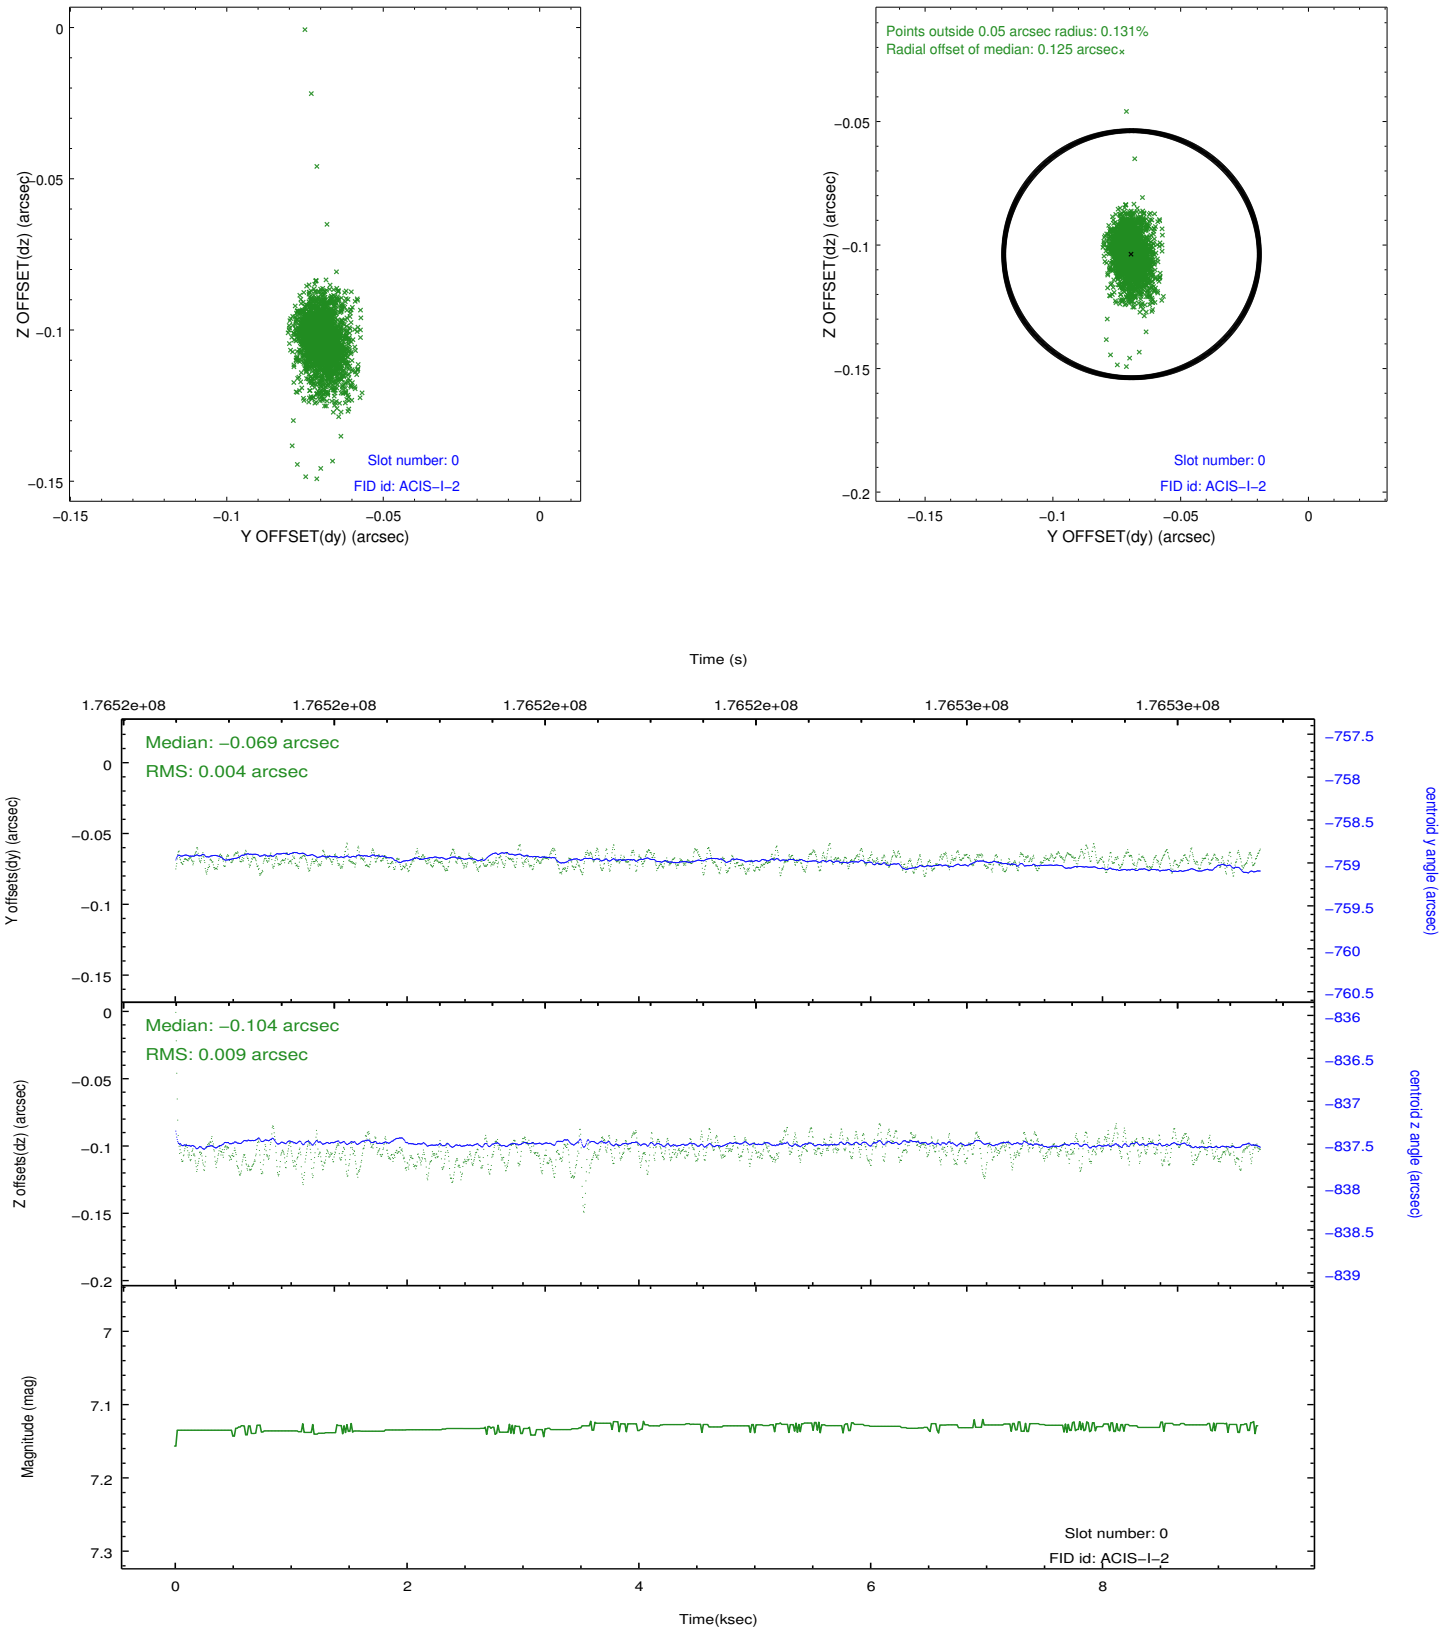 0
−0.05
−0.1
−0.15
Z OFFSET(dz) (arcsec)
Slot number: 0
FID id: ACIS−I−2
−0.15
−0.1
−0.05
0
Y OFFSET(dy) (arcsec)
Points outside 0.05 arcsec radius: 0.131%
Radial offset of median: 0.125 arcsec
−0.05
−0.1
−0.15
−0.2
Z OFFSET(dz) (arcsec)
Slot number: 0
FID id: ACIS−I−2
−0.15
−0.1
−0.05
0
Y OFFSET(dy) (arcsec)
Time (s)
1.7652e+08
1.7652e+08
1.7652e+08
1.7652e+08
1.7653e+08
1.7653e+08
Median: −0.069 arcsec
RMS: 0.004 arcsec
0
−0.05
−0.1
−0.15
Y offsets(dy) (arcsec)
−757.5
−758
−758.5
−759
−759.5
−760
−760.5
centroid y angle (arcsec)
Median: −0.104 arcsec
RMS: 0.009 arcsec
0
−0.05
−0.1
−0.15
−0.2
Z offsets(dz) (arcsec)
−836
−836.5
−837
−837.5
−838
−838.5
−839
centroid z angle (arcsec)
7
7.1
7.2
7.3
Magnitude (mag)
Slot number: 0
FID id: ACIS−I−2
0
2
4
6
8
Time(ksec)